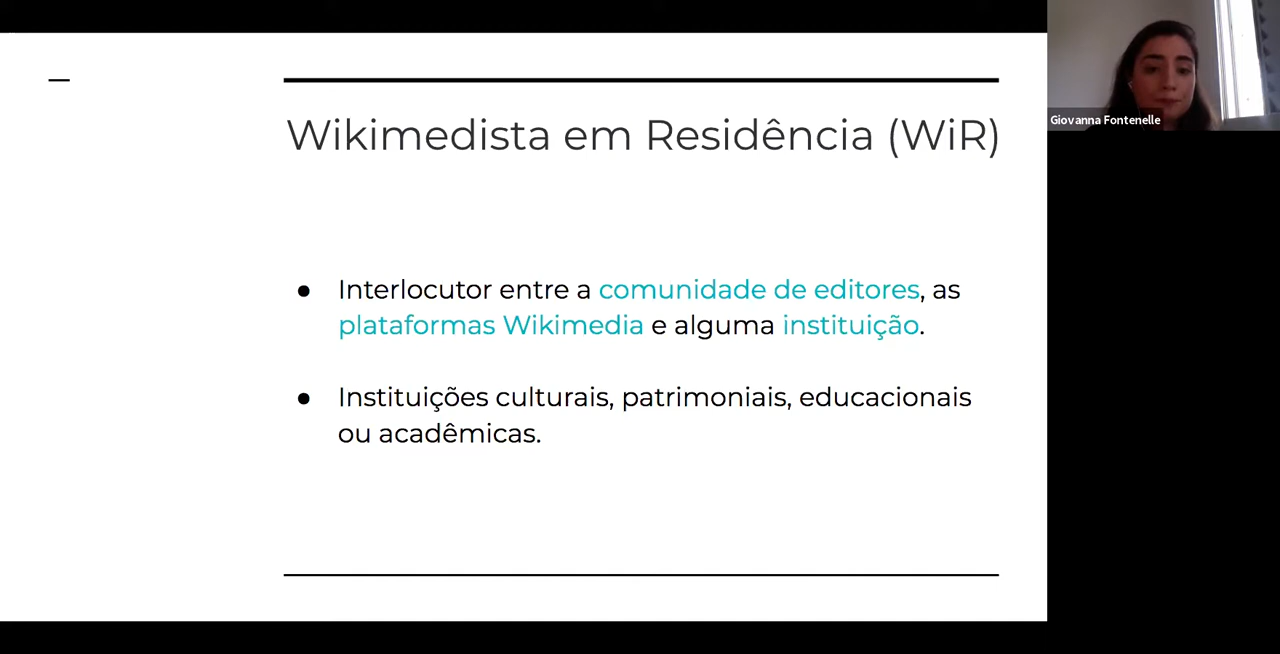 Wikimedista em Residência (WiR)
● Interlocutor entre a comunidade de editores, as
plataformas Wikimedia e alguma instituição.
● Instituições culturais, patrimoniais, educacionais
ou acadêmicas.
Giovanna Fontenelle